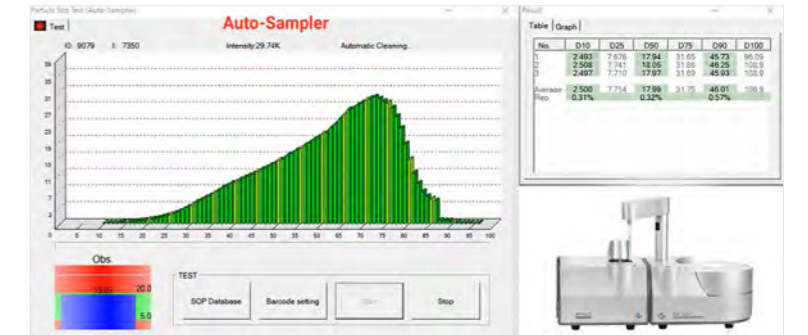 Particle Size Test (Auto-Sampler)
Test
Auto-Sampler
I0: 9079 I: 7350 Intensity:29.74K Automatic Cleaning..
39
35
31
27
23
19
15
11
7
3
0 5 10 15 20 25 30 35 40 45 50 55 60 65 70 75 80 85 90 95 100
Obs.
20.0
5.0
TEST
SOP Database Barcode setting Start Stop
Result
Table Graph
No. D10 D25 D50 D75 D90 D100
1 2.493 7.676 17.94 31.65 45.73 96.09
2 2.508 7.741 18.05 31.86 46.25 108.9
3 2.497 7.710 17.97 31.69 45.93 108.9
Average 2.500 7.714 17.99 31.75 46.01 108.9
Rep. 0.31% 0.32% 0.57%